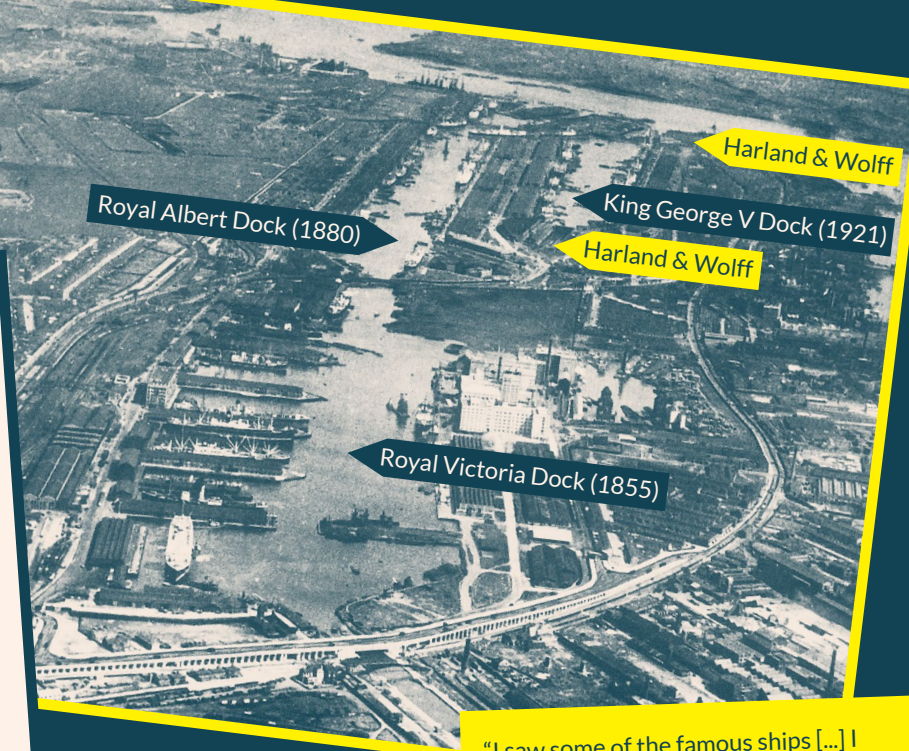 Harland & Wolff
Royal Albert Dock (1880)
King George V Dock (1921)
Harland & Wolff
Royal Victoria Dock (1855)
“I saw some of the famous ships [...] I